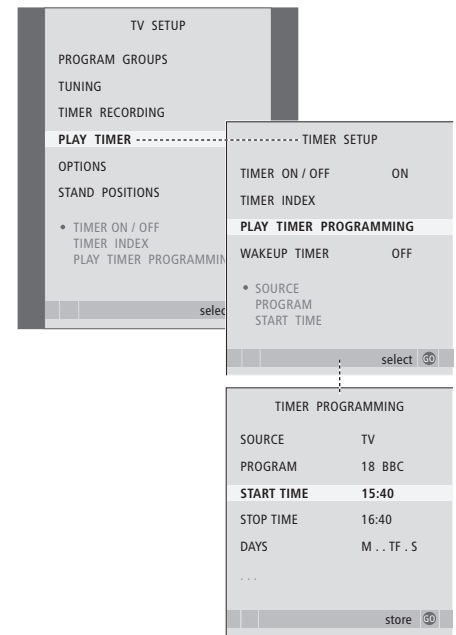 TV SETUP
PROGRAM GROUPS
TUNING
TIMER RECORDING
PLAY TIMER
OPTIONS
STAND POSITIONS
• TIMER ON / OFF
TIMER INDEX
PLAY TIMER PROGRAMMIN
selec
TIMER SETUP
TIMER ON / OFF ON
TIMER INDEX
PLAY TIMER PROGRAMMING
WAKEUP TIMER OFF
• SOURCE
PROGRAM
START TIME
select GO
TIMER PROGRAMMING
SOURCE TV
PROGRAM 18 BBC
START TIME 15:40
STOP TIME 16:40
DAYS M . . TF . S
. . .
store GO